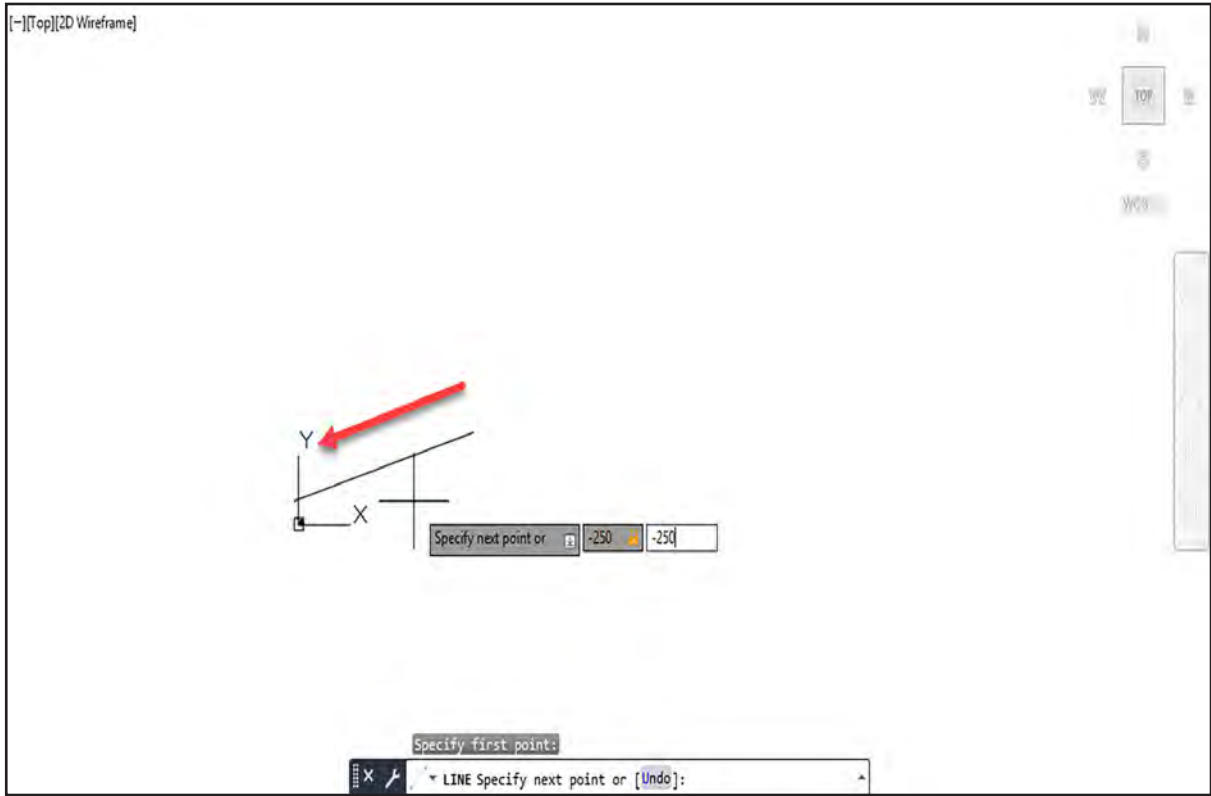 [−][Top][2D Wireframe]
N
W TOP E
S
WCS
Y
X
Specify next point or -250 -250
Specify first point:
LINE Specify next point or [Undo]: